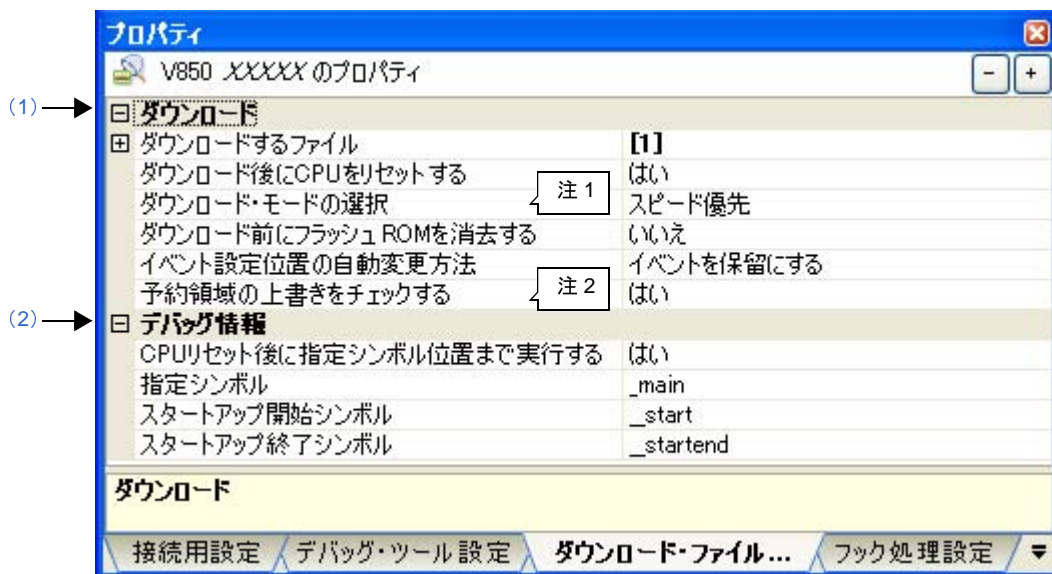 プロパティ
V850 XXXXX のプロパティ
- +
(1) ダウンロード
ダウンロードするファイル [1]
ダウンロード後にCPUをリセットする はい
注 1
ダウンロード・モードの選択 スピード優先
ダウンロード前にフラッシュROMを消去する いいえ
イベント設定位置の自動変更方法 イベントを保留にする
注 2
予約領域の上書きをチェックする はい
(2) デバッグ情報
CPUリセット後に指定シンボル位置まで実行する はい
指定シンボル _main
スタートアップ開始シンボル __start
スタートアップ終了シンボル __startend
ダウンロード
接続用設定 デバッグ・ツール設定 ダウンロード・ファイル... フック処理設定